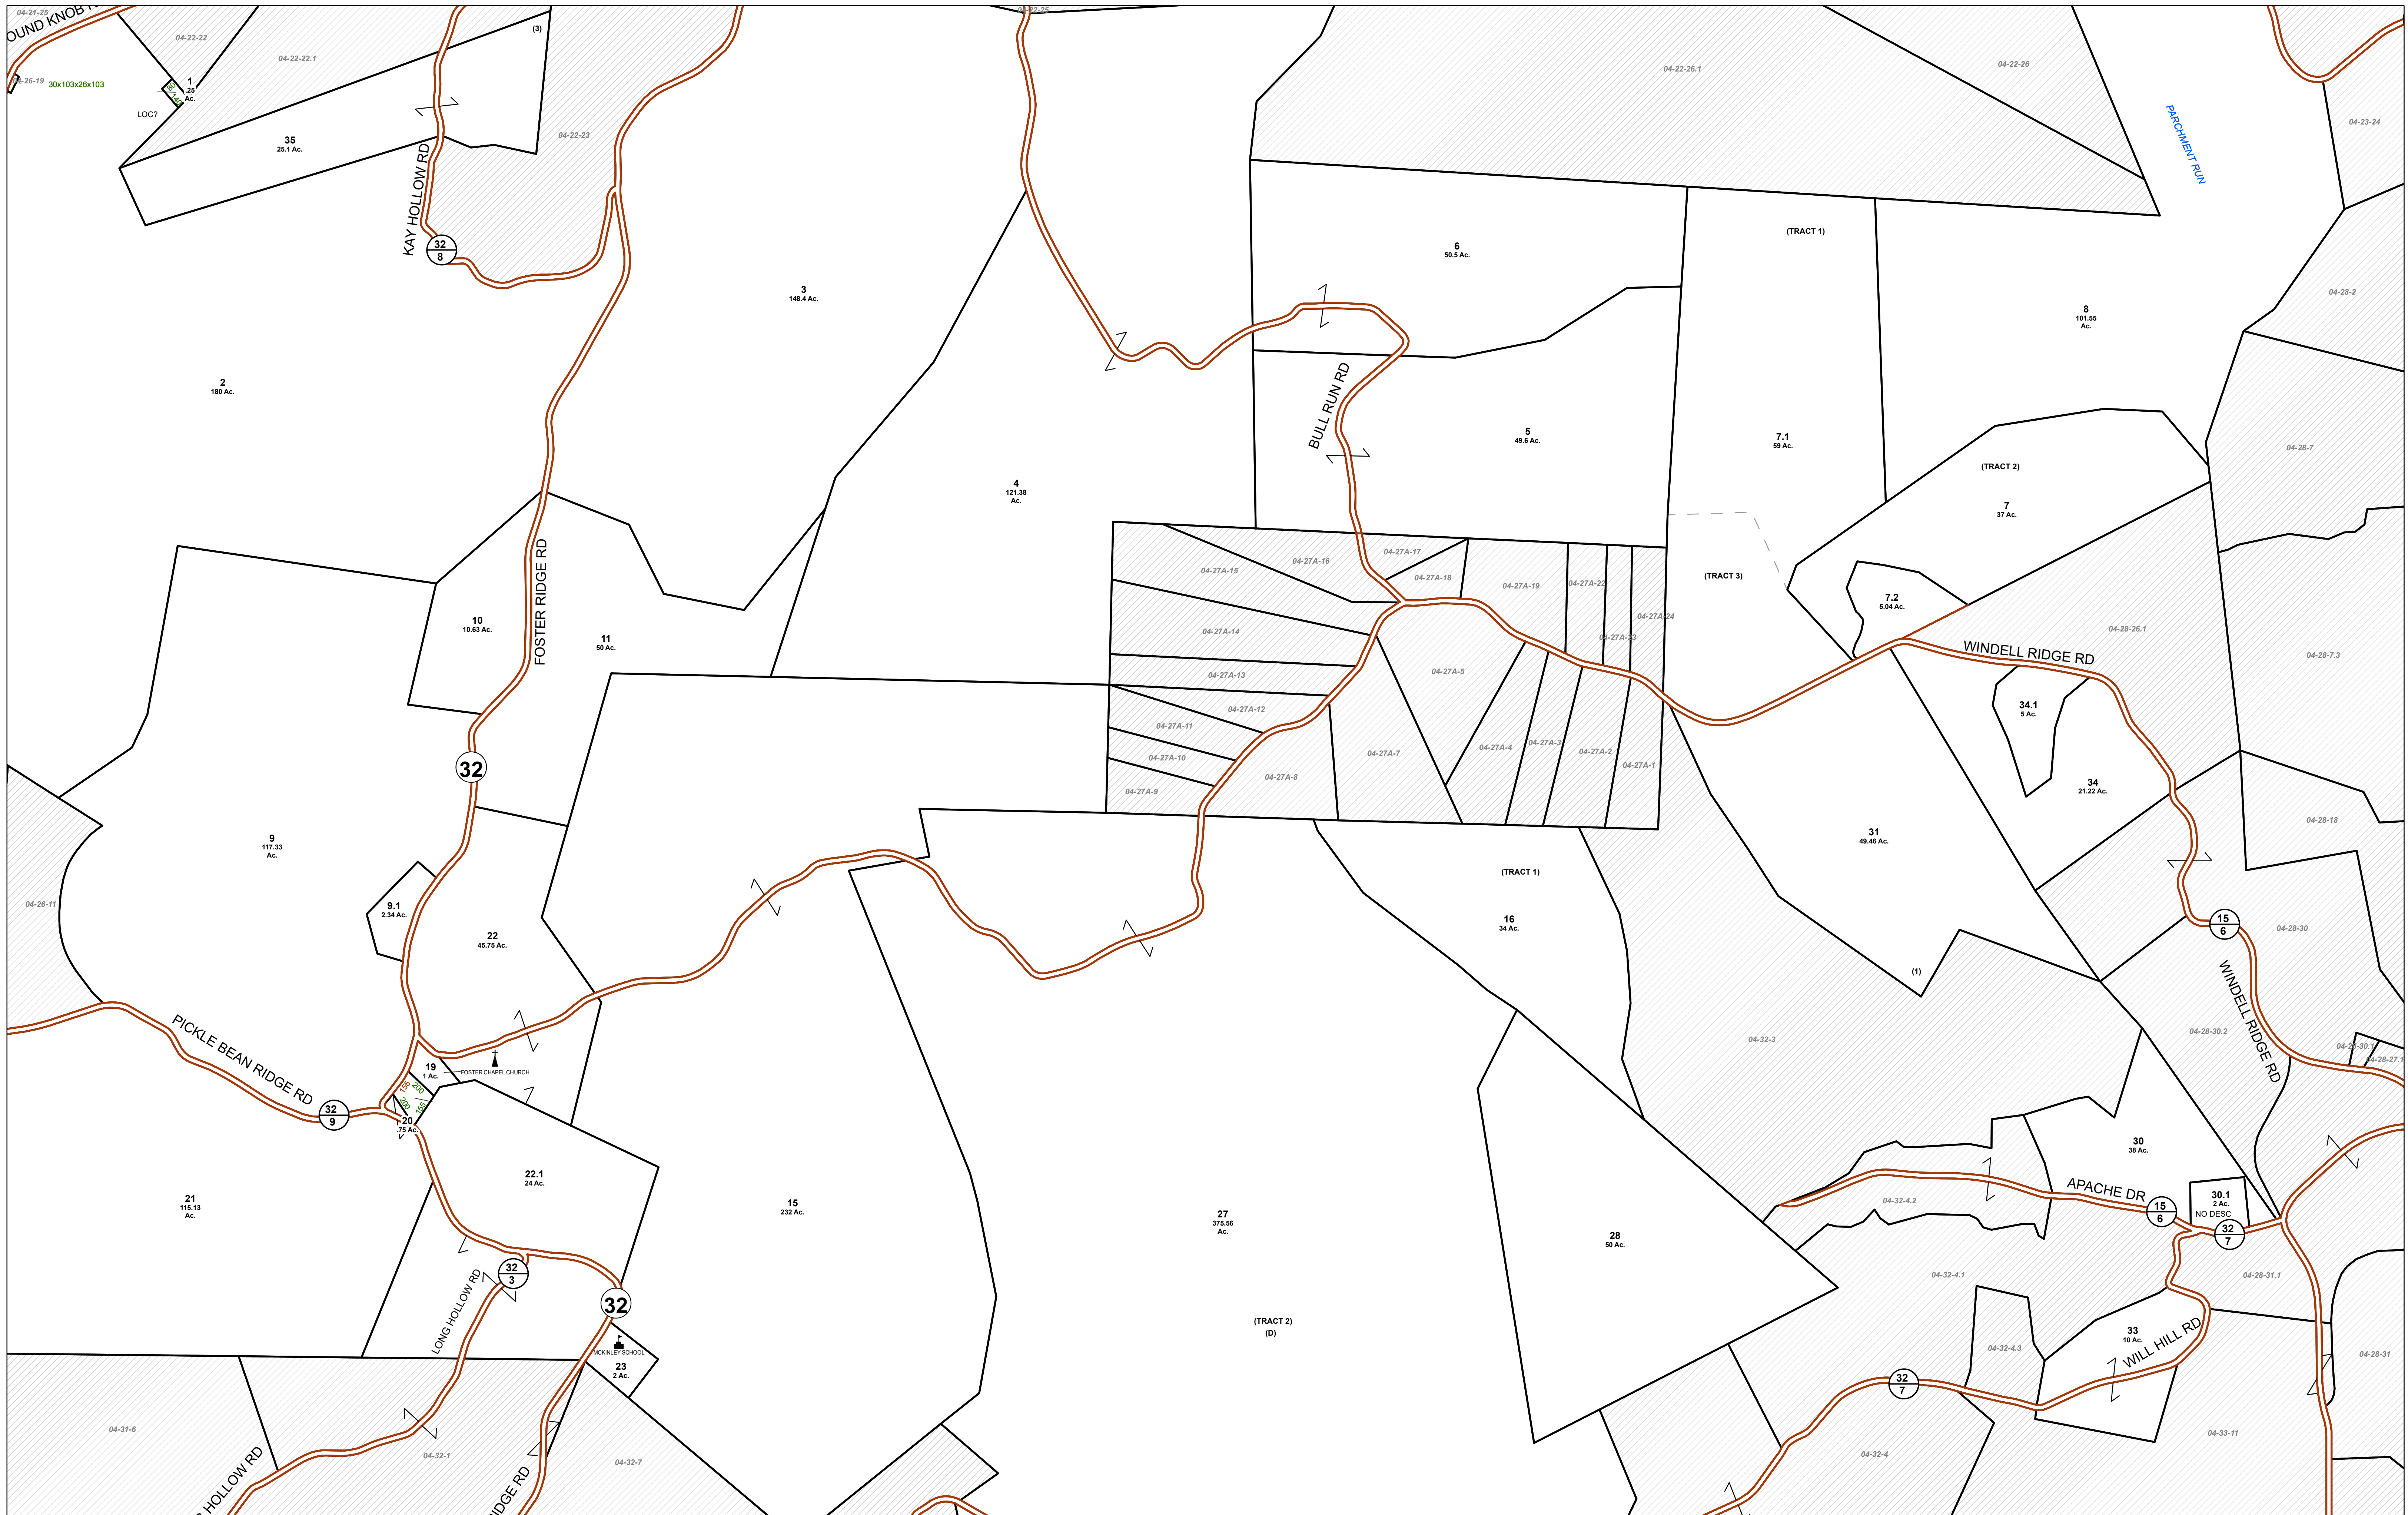 04-21-25
04-22-22
04-22-22.1
(3)
04-22-25
04-22-26.1
04-22-26
04-23-24
04-26-19
30x103x26x103
1
.25
Ac.
LOC?
35
25.1 Ac.
KAY HOLLOW RD
04-22-23
32
8
PARCHMENT RUN
2
180 Ac.
3
148.4 Ac.
4
121.38
Ac.
6
50.5 Ac.
(TRACT 1)
8
101.55
Ac.
04-28-2
BULL RUN RD
5
49.6 Ac.
7.1
59 Ac.
(TRACT 2)
7
37 Ac.
04-28-7
(TRACT 3)
7.2
5.04 Ac.
04-28-26.1
04-28-7.3
WINDELL RIDGE RD
10
10.63 Ac.
FOSTER RIDGE RD
11
50 Ac.
04-27A-15
04-27A-16
04-27A-17
04-27A-18
04-27A-19
04-27A-22
04-27A-23
04-27A-24
04-27A-14
04-27A-13
04-27A-12
04-27A-11
04-27A-10
04-27A-9
04-27A-8
04-27A-7
04-27A-5
04-27A-4
04-27A-3
04-27A-2
04-27A-1
32
34.1
5 Ac.
34
21.22 Ac.
04-28-18
9
117.33
Ac.
04-26-11
9.1
2.34 Ac.
22
45.75 Ac.
(TRACT 1)
16
34 Ac.
31
49.46 Ac.
(1)
15
6
04-28-30
WINDELL RIDGE RD
04-28-30.2
04-28-30.1
04-28-27.1
04-32-3
PICKLE BEAN RIDGE RD
32
9
19
1 Ac.
FOSTER CHAPEL CHURCH
155
200
200
155
20
.75 Ac.
21
115.13
Ac.
22.1
24 Ac.
15
232 Ac.
27
375.56
Ac.
(TRACT 2)
(D)
28
50 Ac.
30
38 Ac.
APACHE DR
15
6
30.1
2 Ac.
NO DESC
32
7
04-32-4.2
04-32-4.1
04-28-31.1
LONG HOLLOW RD
32
3
32
MCKINLEY SCHOOL
23
2 Ac.
04-32-4.3
33
10 Ac.
WILL HILL RD
32
7
04-28-31
04-31-6
04-32-1
04-32-7
04-32-4
04-33-11
HOLLOW RD